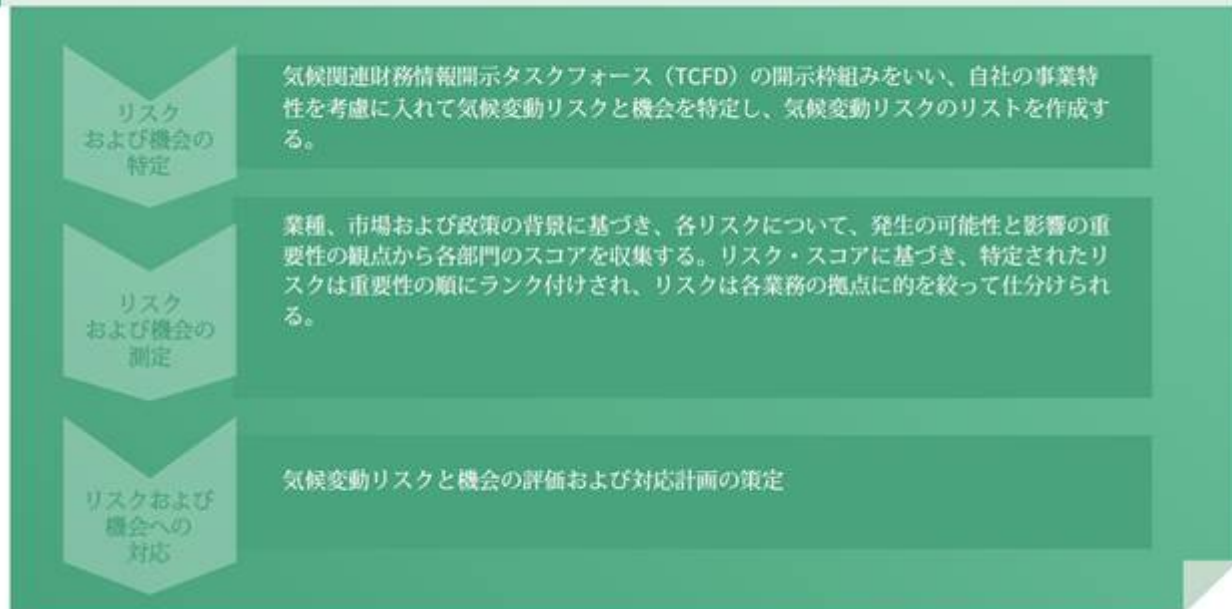 リスク
および機会の
特定
気候関連財務情報開示タスクフォース（TCFD）の開示枠組みをいい、自社の事業特
性を考慮に入れて気候変動リスクと機会を特定し、気候変動リスクのリストを作成す
る。
リスク
および機会の
測定
業種、市場および政策の背景に基づき、各リスクについて、発生の可能性と影響の重
要性の観点から各部門のスコアを収集する。リスク・スコアに基づき、特定されたリ
スクは重要性の順にランク付けされ、リスクは各業務の拠点に的を絞って仕分けられ
る。
リスクおよび
機会への
対応
気候変動リスクと機会の評価および対応計画の策定